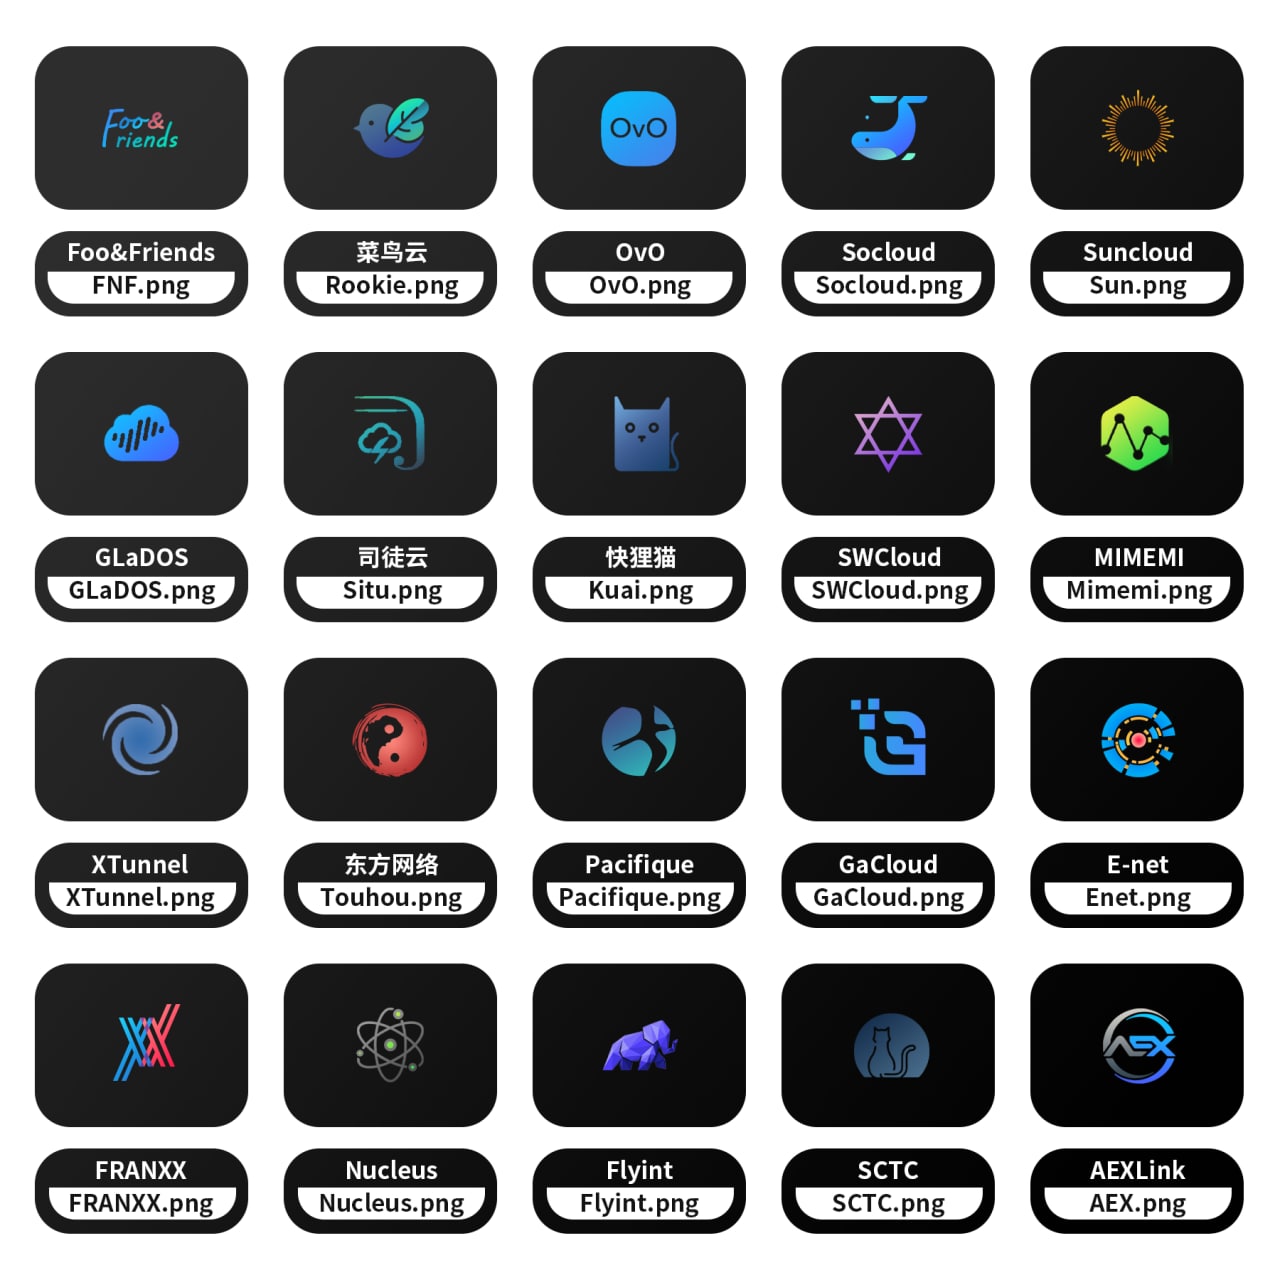 Foo&
Friends
OvO
Foo&Friends
FNF.png
菜鸟云
Rookie.png
OvO
OvO.png
Socloud
Socloud.png
Suncloud
Sun.png
GLaDOS
GLaDOS.png
司徒云
Situ.png
快狸猫
Kuai.png
SWCloud
SWCloud.png
MIMEMI
Mimemi.png
XTunnel
XTunnel.png
东方网络
Touhou.png
Pacifique
Pacifique.png
GaCloud
GaCloud.png
E-net
Enet.png
AEX
FRANXX
FRANXX.png
Nucleus
Nucleus.png
Flyint
Flyint.png
SCTC
SCTC.png
AEXLink
AEX.png